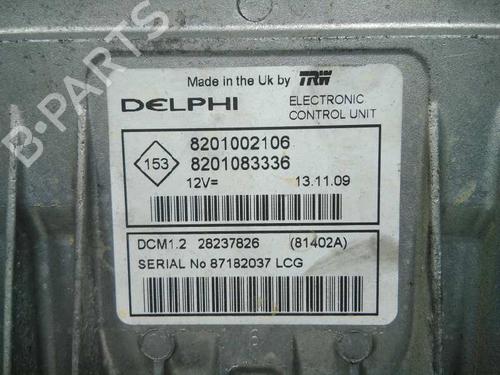 B-PARTS
Made in the Uk by TRW
DELPHI
ELECTRONIC
CONTROL UNIT
153
8201002106
8201083336
12V= 13.11.09
DCM1.2 28237826 (81402A)
SERIAL No 87182037 LCG